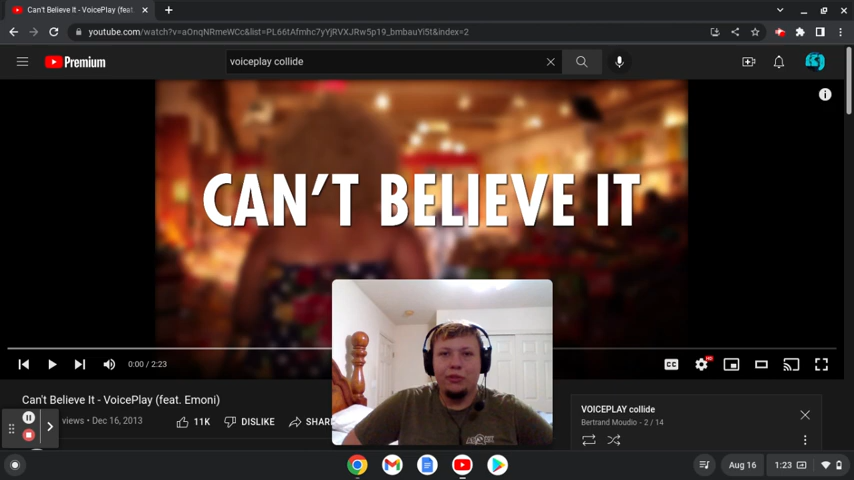 Can't Believe It - VoicePlay (feat.
youtube.com/watch?v=aOnqNRmeWCc&list=PL66tAfmhc7yYjRVXJRw5p19_bmbauYi5t&index=2
Premium
voiceplay collide
CAN'T BELIEVE IT
0:00 / 2:23
HD
Can't Believe It - VoicePlay (feat. Emoni)
views • Dec 16, 2013
11K
DISLIKE
SHAR
VOICEPLAY collide
Bertrand Moudio - 2 / 14
Aug 16
1:23